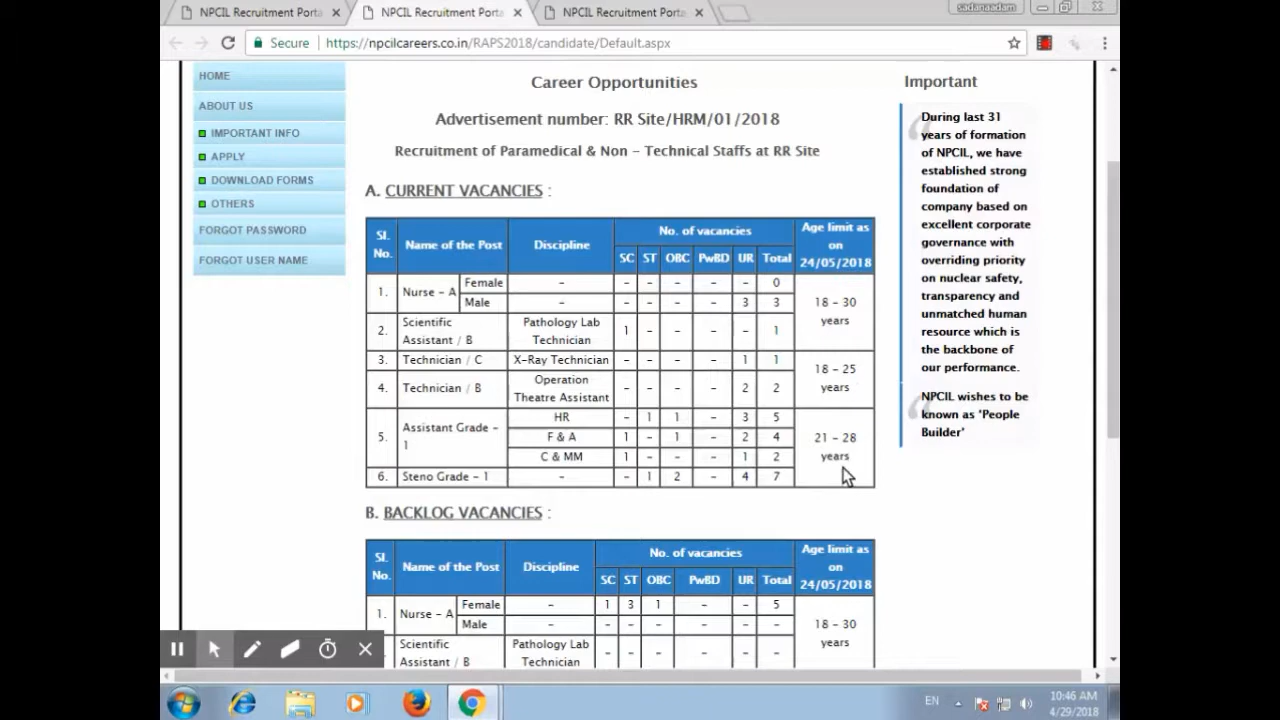 NPCIL Recruitment Porta × NPCIL Recruitment Porta × NPCIL Recruitment Porta ×
sadanandam
Secure https://npcilcareers.co.in/RAPS2018/candidate/Default.aspx
HOME
ABOUT US
IMPORTANT INFO
APPLY
DOWNLOAD FORMS
OTHERS
FORGOT PASSWORD
FORGOT USER NAME
Career Opportunities
Advertisement number: RR Site/HRM/01/2018
Recruitment of Paramedical & Non - Technical Staffs at RR Site
A. CURRENT VACANCIES :
Sl. No. Name of the Post Discipline No. of vacancies Age limit as on 24/05/2018
SC ST OBC PwBD UR Total
1. Nurse - A Female - - - - - - 0 18 - 30 years
Male - - - - - 3 3
2. Scientific Assistant / B Pathology Lab Technician 1 - - - - 1
3. Technician / C X-Ray Technician - - - - 1 1 18 - 25 years
4. Technician / B Operation Theatre Assistant - - - - 2 2
5. Assistant Grade - 1 HR - 1 1 - 3 5 21 - 28 years
F & A 1 - 1 - 2 4
C & MM 1 - - - 1 2
6. Steno Grade - 1 - - 1 2 - 4 7
B. BACKLOG VACANCIES :
Sl. No. Name of the Post Discipline No. of vacancies Age limit as on 24/05/2018
SC ST OBC PwBD UR Total
1. Nurse - A Female - 1 3 1 - - 5 18 - 30 years
Male - - - - - - -
Scientific Assistant / B Pathology Lab Technician - - - - - -
Important
During last 31
years of formation
of NPCIL, we have
established strong
foundation of
company based on
excellent corporate
governance with
overriding priority
on nuclear safety,
transparency and
unmatched human
resource which is
the backbone of
our performance.
NPCIL wishes to be
known as 'People
Builder'
EN
10:46 AM
4/29/2018